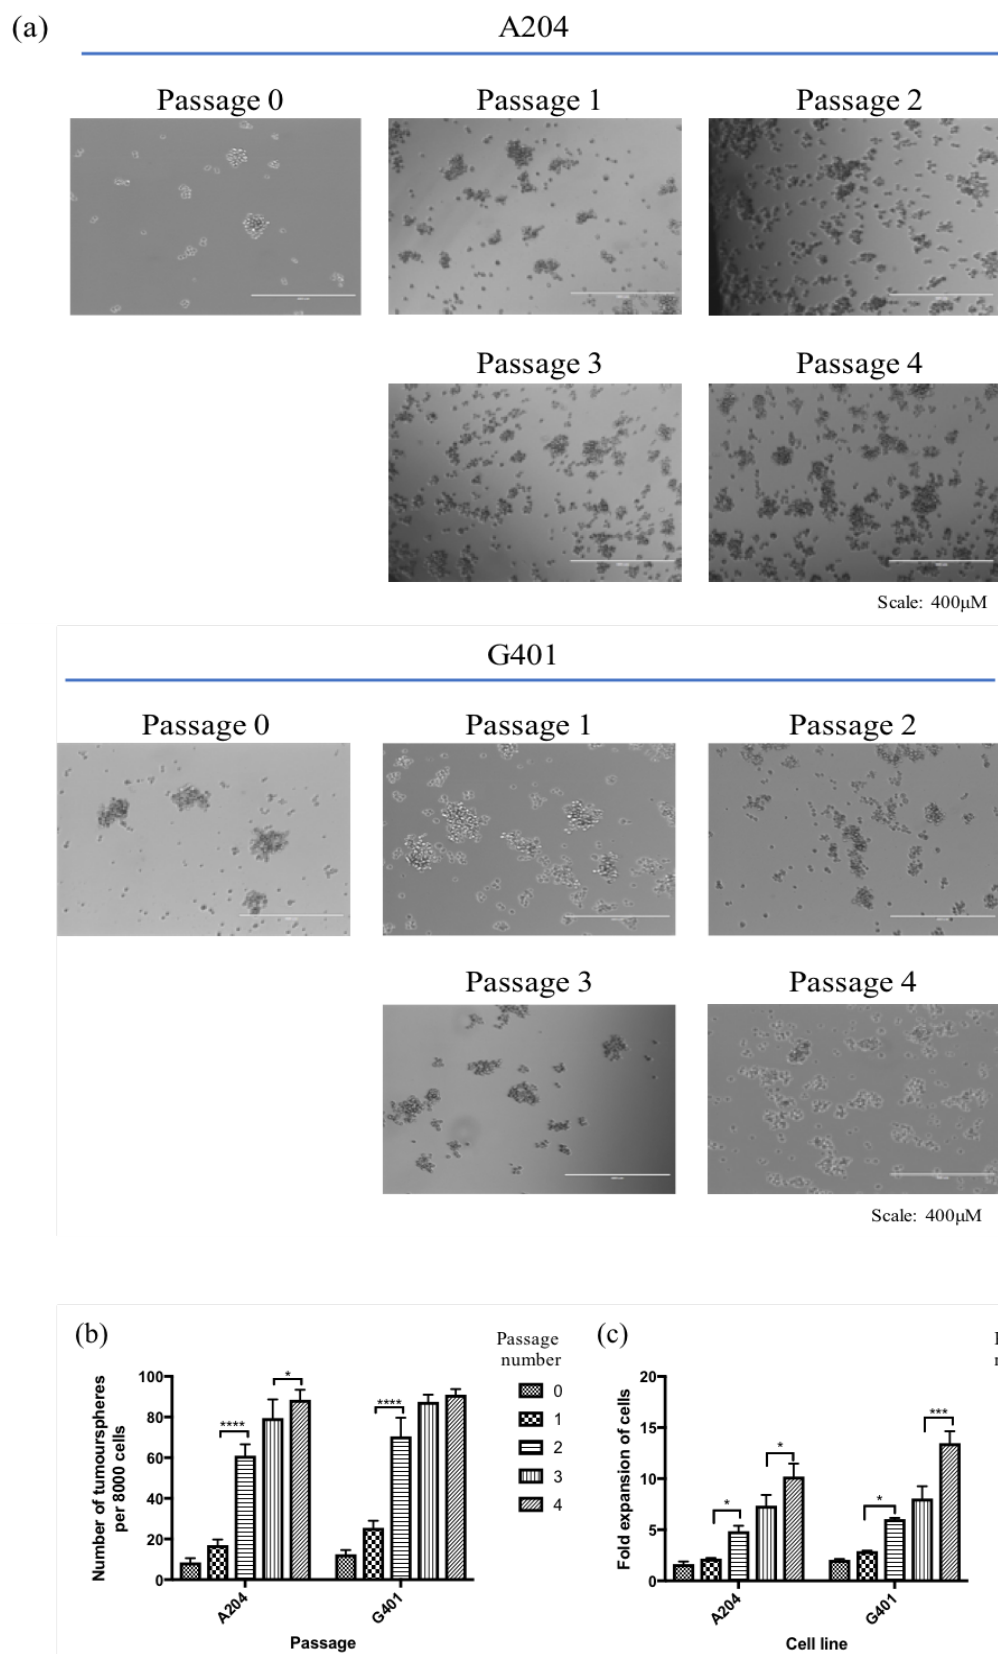 (a)
A204
Passage 0 Passage 1 Passage 2
Passage 3 Passage 4
Scale: 400µM
G401
Passage 0 Passage 1 Passage 2
Passage 3 Passage 4
Scale: 400µM
(b)
Number of tumourspheres
per 8000 cells
100
80
60
40
20
0
****
*
****
A204 G401
Passage
Passage
number
0
1
2
3
4
(c)
Fold expansion of cells
20
15
10
5
0
*
*
*
***
A204 G401
Cell line